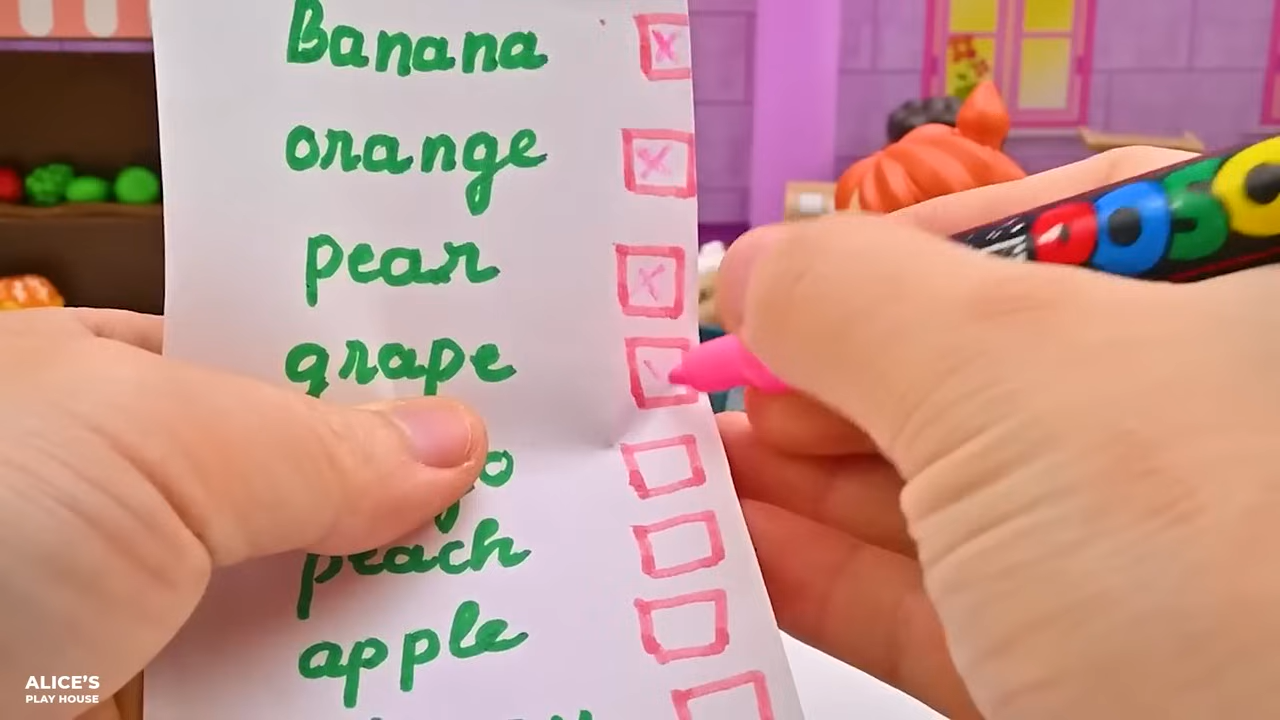 Banana
orange
pear
grape
peach
apple
ALICE'S
PLAY HOUSE